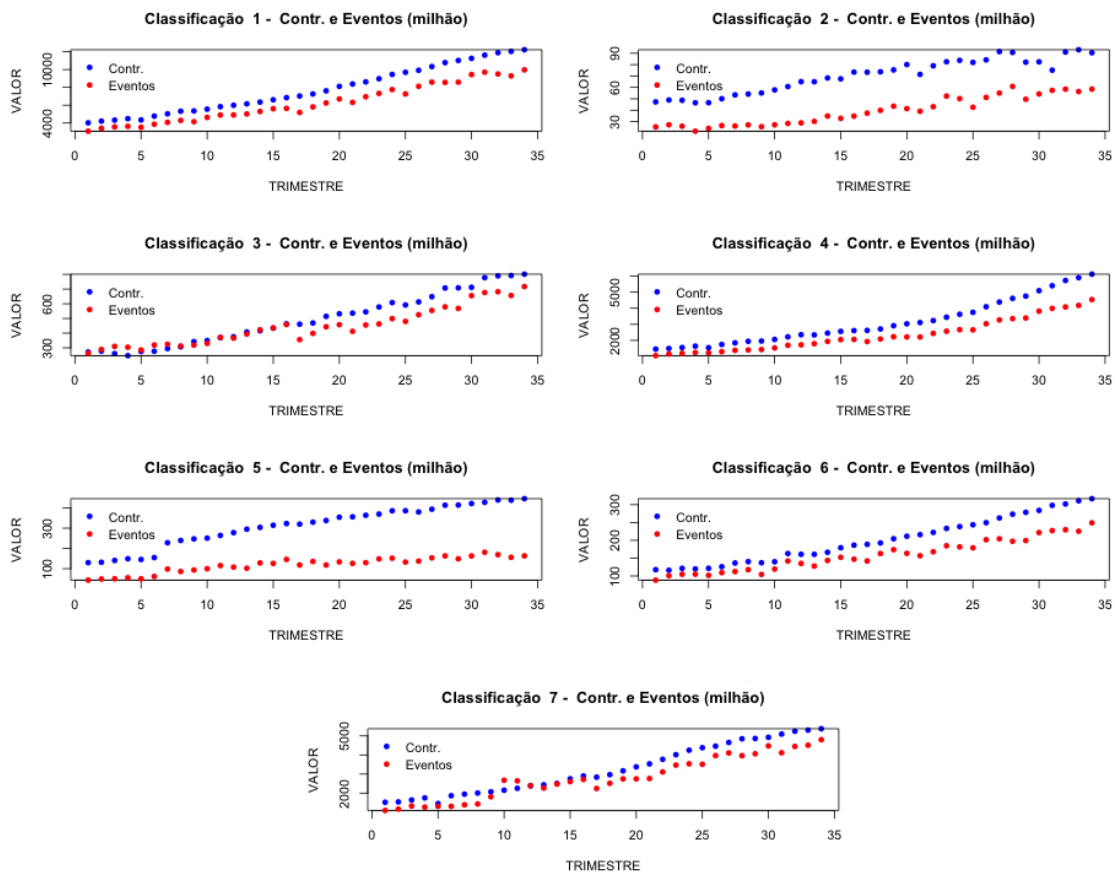 Classificação 1 - Contr. e Eventos (milhão)
VALOR
10000
4000
Contr.
Eventos
0 5 10 15 20 25 30 35
TRIMESTRE
Classificação 2 - Contr. e Eventos (milhão)
VALOR
90
60
30
Contr.
Eventos
0 5 10 15 20 25 30 35
TRIMESTRE
Classificação 3 - Contr. e Eventos (milhão)
VALOR
600
300
Contr.
Eventos
0 5 10 15 20 25 30 35
TRIMESTRE
Classificação 4 - Contr. e Eventos (milhão)
VALOR
5000
2000
Contr.
Eventos
0 5 10 15 20 25 30 35
TRIMESTRE
Classificação 5 - Contr. e Eventos (milhão)
VALOR
300
100
Contr.
Eventos
0 5 10 15 20 25 30 35
TRIMESTRE
Classificação 6 - Contr. e Eventos (milhão)
VALOR
300
200
100
Contr.
Eventos
0 5 10 15 20 25 30 35
TRIMESTRE
Classificação 7 - Contr. e Eventos (milhão)
VALOR
5000
2000
Contr.
Eventos
0 5 10 15 20 25 30 35
TRIMESTRE